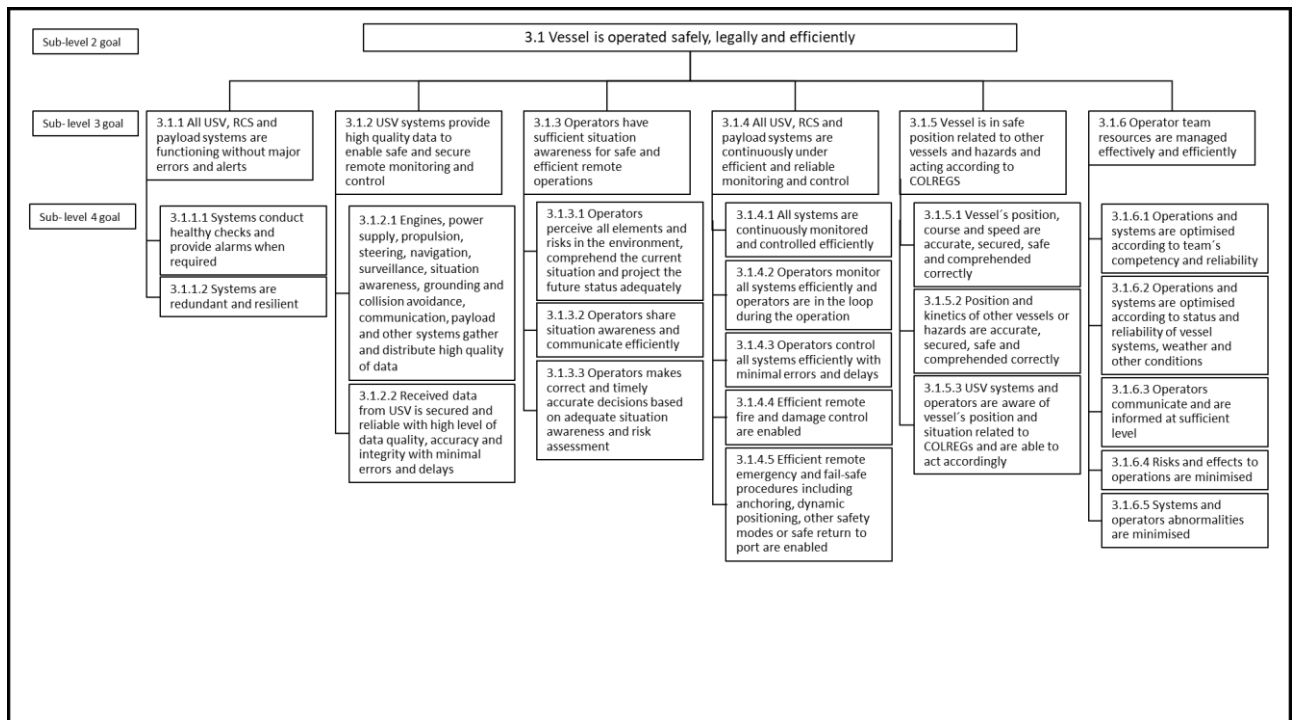 Sub-level 2 goal
3.1 Vessel is operated safely, legally and efficiently
Sub- level 3 goal
3.1.1 All USV, RCS and
payload systems are
functioning without major
errors and alerts
3.1.2 USV systems provide
high quality data to
enable safe and secure
remote monitoring and
control
3.1.3 Operators have
sufficient situation
awareness for safe and
efficient remote
operations
3.1.4 All USV, RCS and
payload systems are
continuously under
efficient and reliable
monitoring and control
3.1.5 Vessel is in safe
position related to other
vessels and hazards and
acting according to
COLREGS
3.1.6 Operator team
resources are managed
effectively and efficiently
Sub- level 4 goal
3.1.1.1 Systems conduct
healthy checks and
provide alarms when
required
3.1.1.2 Systems are
redundant and resilient
3.1.2.1 Engines, power
supply, propulsion,
steering, navigation,
surveillance, situation
awareness, grounding and
collision avoidance,
communication, payload
and other systems gather
and distribute high quality
of data
3.1.2.2 Received data
from USV is secured and
reliable with high level of
data quality, accuracy and
integrity with minimal
errors and delays
3.1.3.1 Operators
perceive all elements and
risks in the environment,
comprehend the current
situation and project the
future status adequately
3.1.3.2 Operators share
situation awareness and
communicate efficiently
3.1.3.3 Operators makes
correct and timely
accurate decisions based
on adequate situation
awareness and risk
assessment
3.1.4.1 All systems are
continuously monitored
and controlled efficiently
3.1.4.2 Operators monitor
all systems efficiently and
operators are in the loop
during the operation
3.1.4.3 Operators control
all systems efficiently with
minimal errors and delays
3.1.4.4 Efficient remote
fire and damage control
are enabled
3.1.4.5 Efficient remote
emergency and fail-safe
procedures including
anchoring, dynamic
positioning, other safety
modes or safe return to
port are enabled
3.1.5.1 Vessel´s position,
course and speed are
accurate, secured, safe
and comprehended
correctly
3.1.5.2 Position and
kinetics of other vessels or
hazards are accurate,
secured, safe and
comprehended correctly
3.1.5.3 USV systems and
operators are aware of
vessel´s position and
situation related to
COLREGs and are able to
act accordingly
3.1.6.1 Operations and
systems are optimised
according to team´s
competency and reliability
3.1.6.2 Operations and
systems are optimised
according to status and
reliability of vessel
systems, weather and
other conditions
3.1.6.3 Operators
communicate and are
informed at sufficient
level
3.1.6.4 Risks and effects to
operations are minimised
3.1.6.5 Systems and
operators abnormalities
are minimised